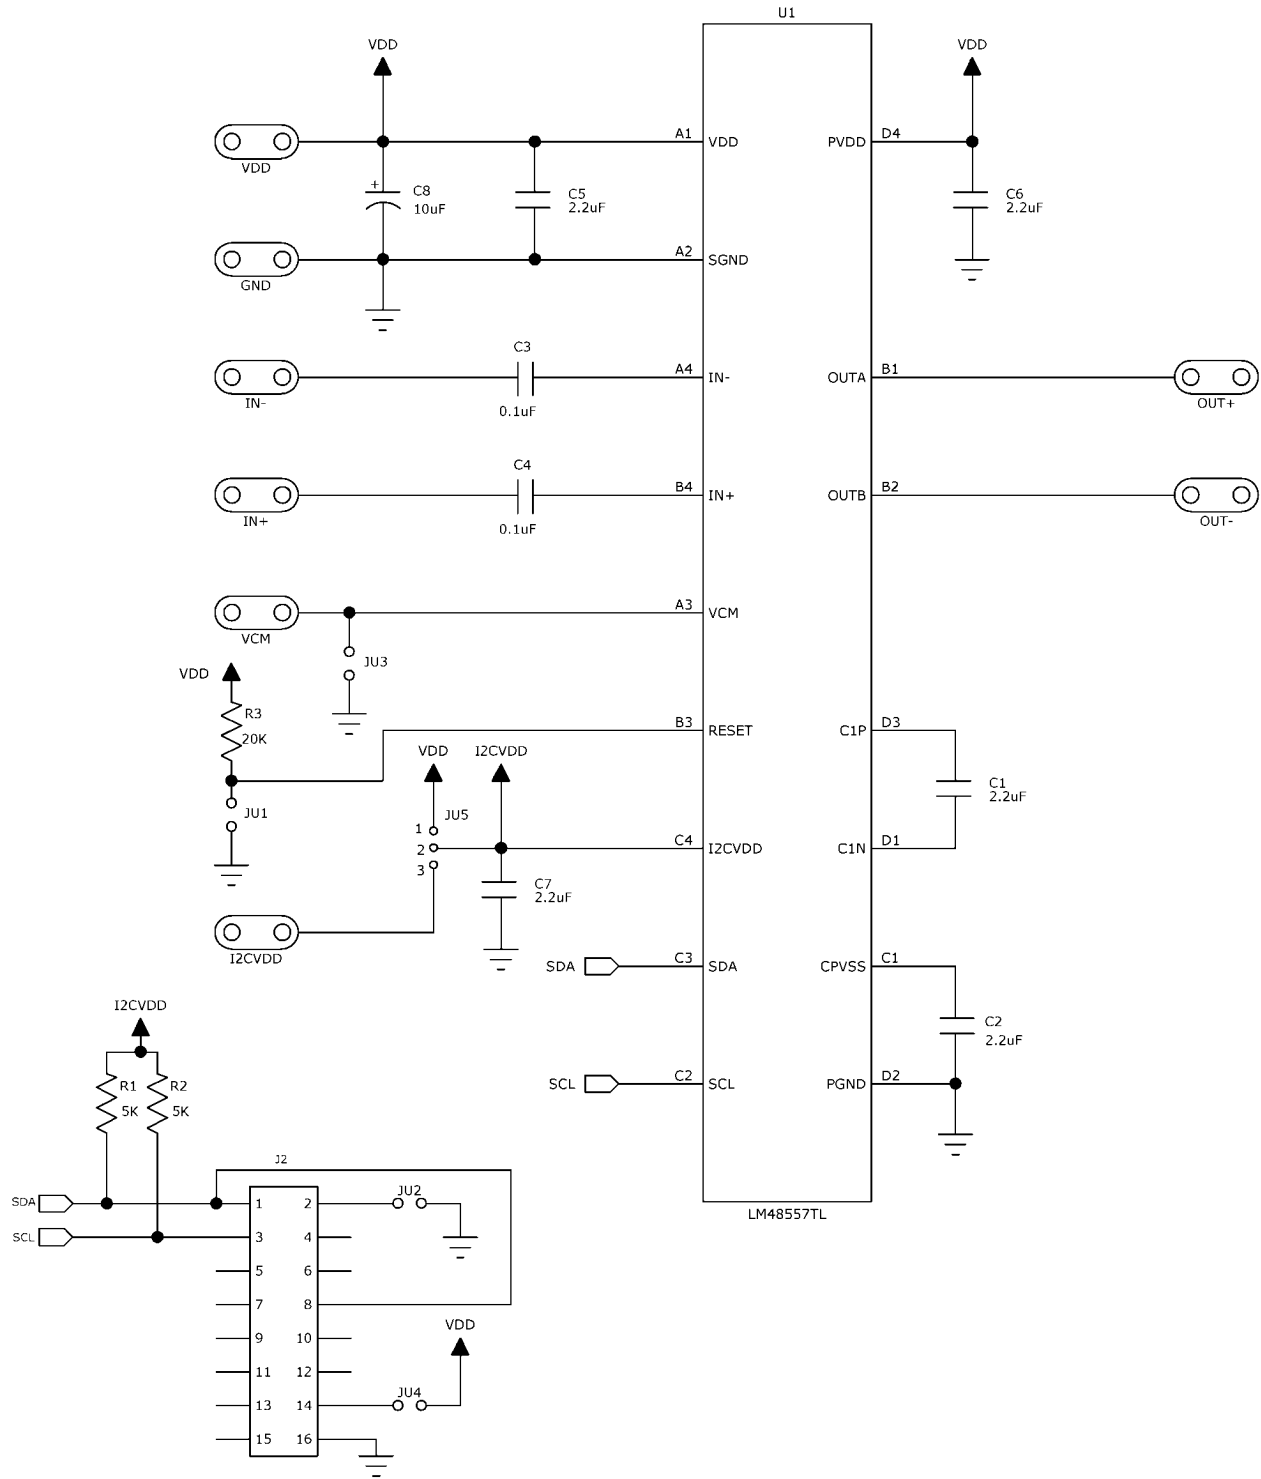 U1
VDD
VDD
A1
VDD
PVDD
D4
VDD
+
C8
10uF
C5
2.2uF
C6
2.2uF
A2
SGND
GND
C3
A4
IN-
OUTA
B1
IN-
0.1uF
OUT+
C4
B4
IN+
OUTB
B2
IN+
0.1uF
OUT-
A3
VCM
VCM
JU3
VDD
R3
20K
B3
RESET
C1P
D3
VDD
I2CVDD
C1
2.2uF
JU1
JU5
1
2
3
C4
I2CVDD
C1N
D1
C7
2.2uF
I2CVDD
SDA
C3
SDA
CPVSS
C1
I2CVDD
C2
2.2uF
R1
5K
R2
5K
SCL
C2
SCL
PGND
D2
J2
SDA
1
2
JU2
SCL
3
4
5
6
7
8
9
10
VDD
11
12
13
14
JU4
15
16
LM48557TL